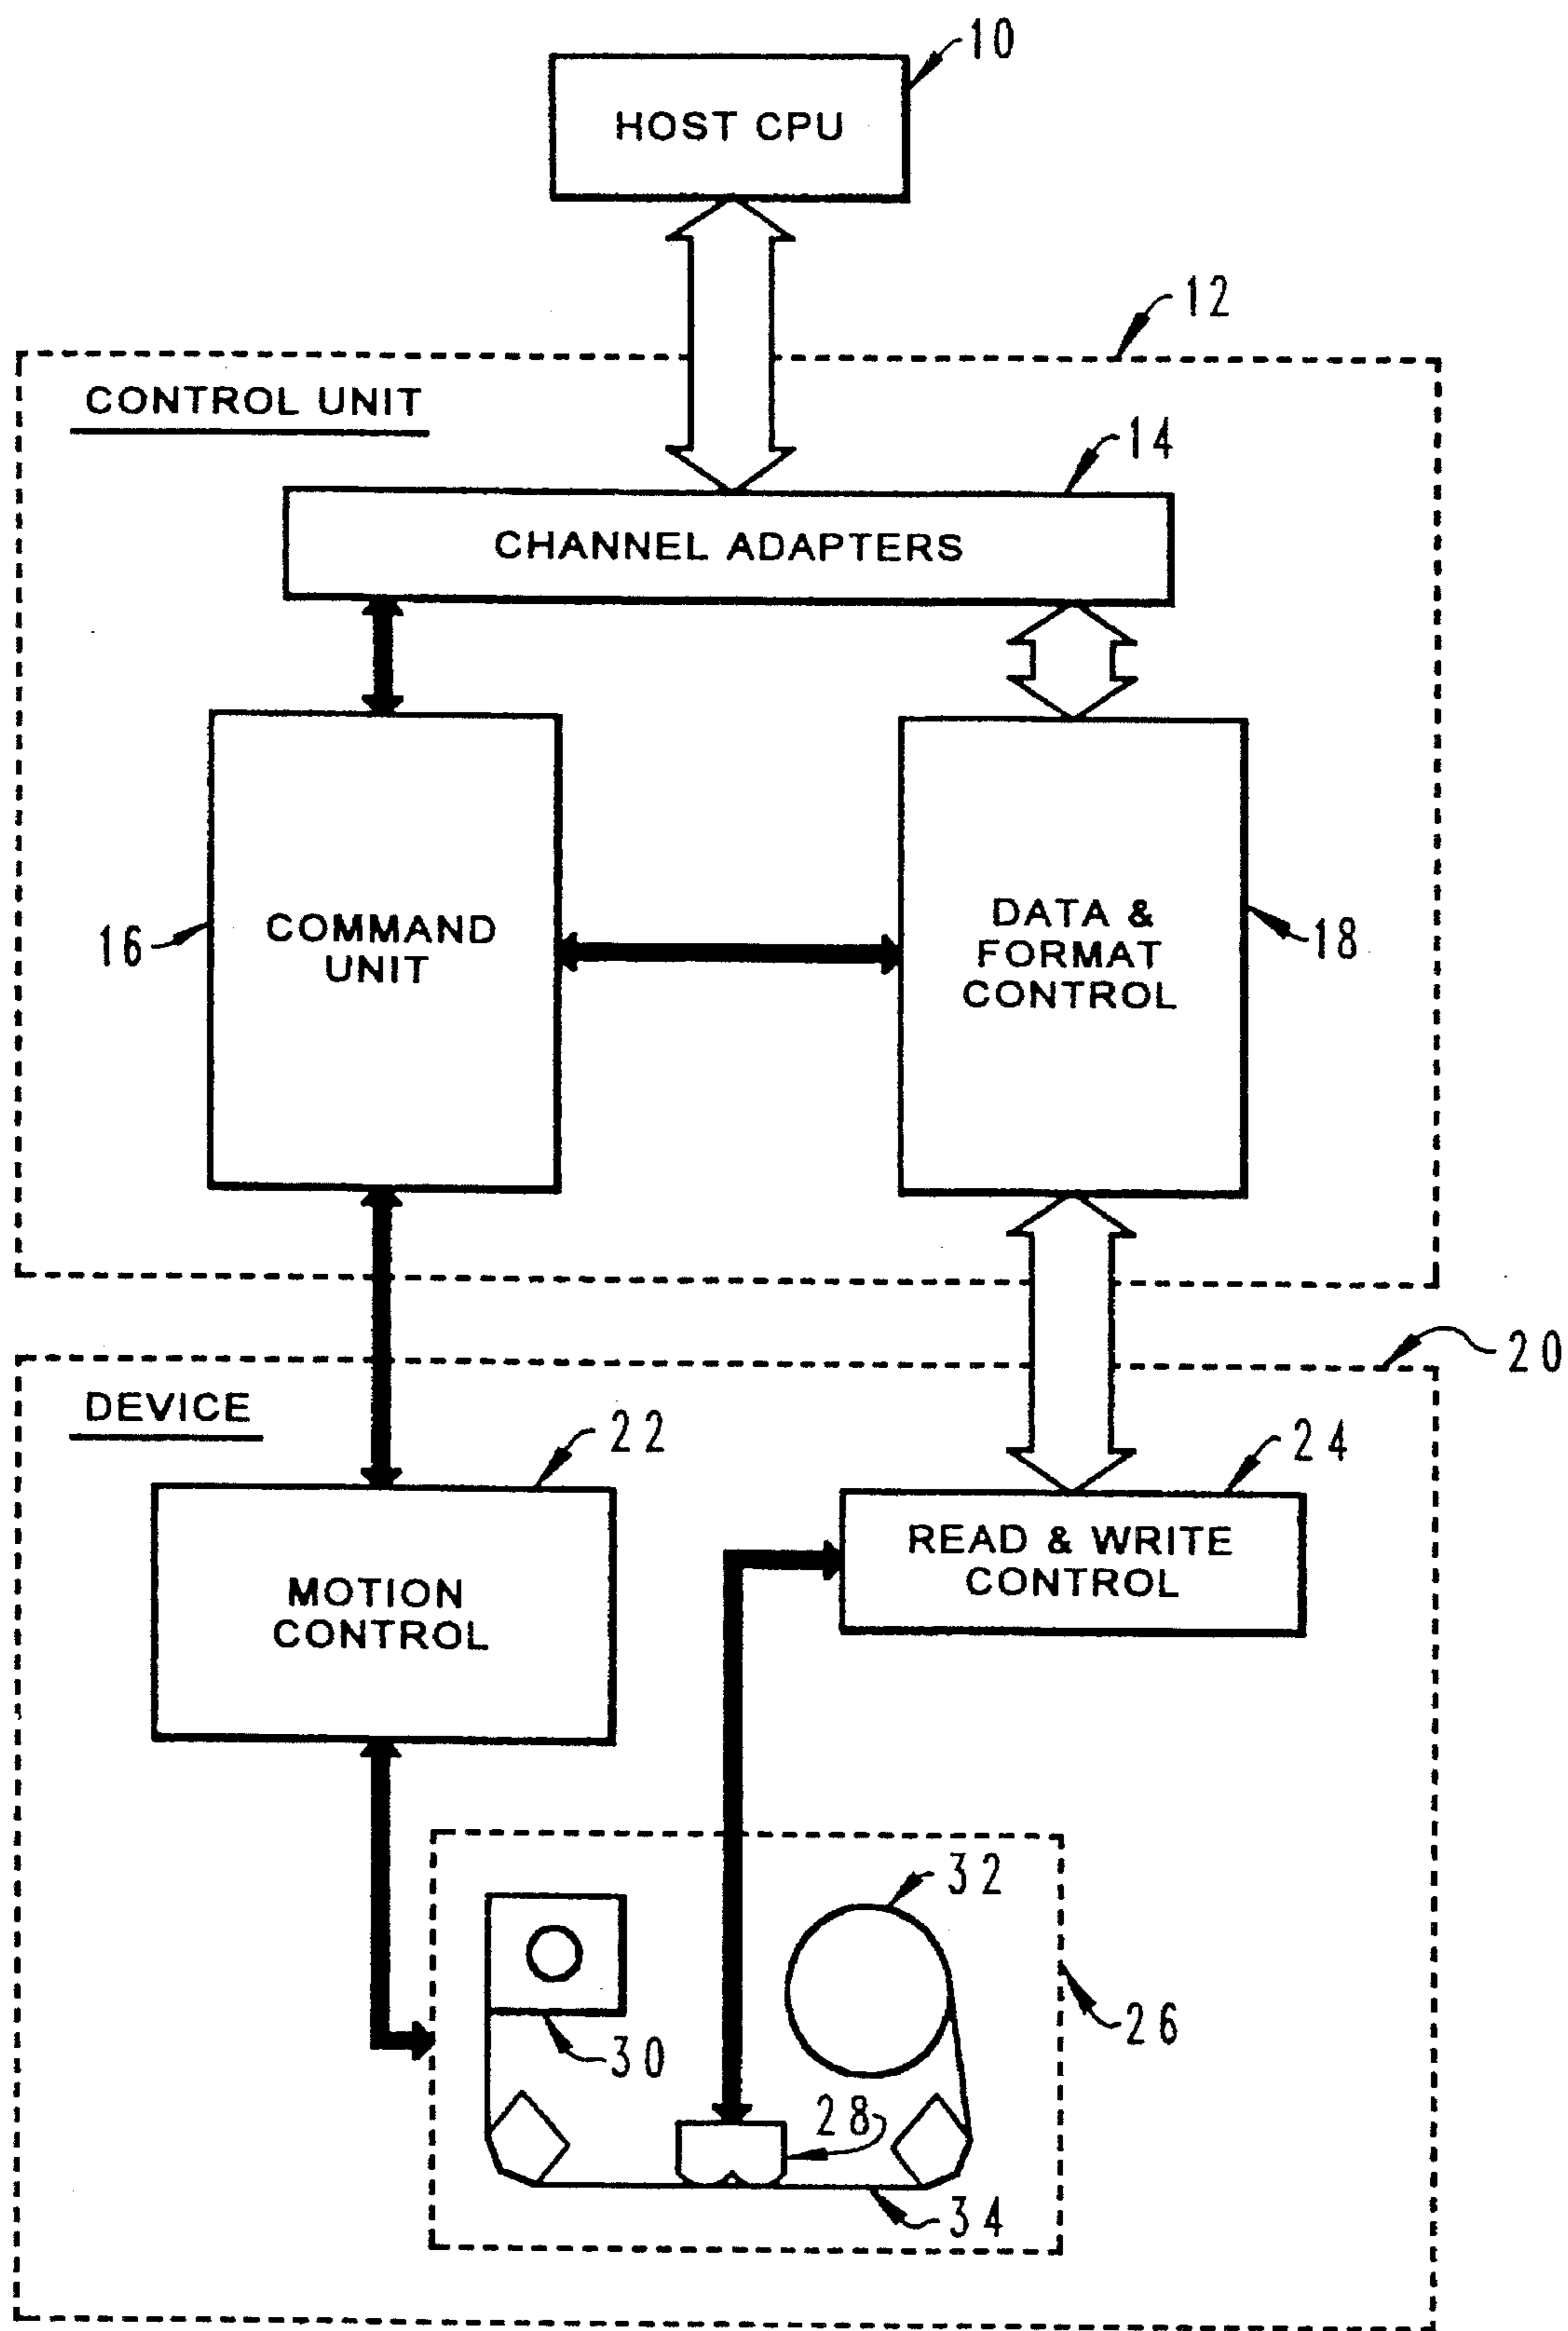 10
HOST CPU
12
CONTROL UNIT
14
CHANNEL ADAPTERS
16
COMMAND
UNIT
DATA &
FORMAT
CONTROL
18
20
DEVICE
22
24
MOTION
CONTROL
READ & WRITE
CONTROL
32
26
30
28
34